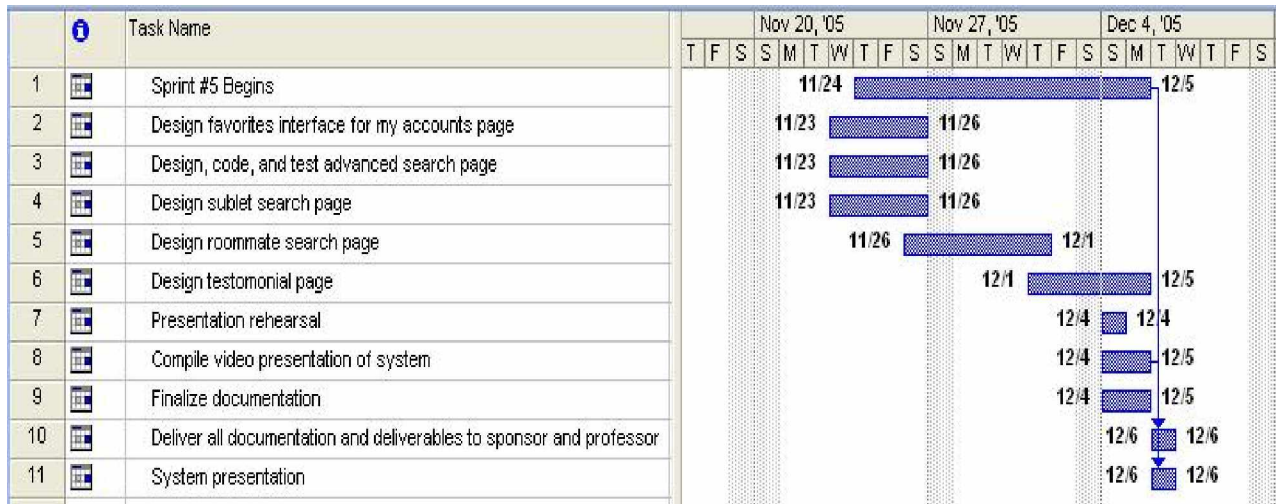 Task Name
Nov 20, '05 Nov 27, '05 Dec 4, '05
T F S S M T W T F S S M T W T F S S M T W T F S
1 Sprint #5 Begins 11/24 12/5
2 Design favorites interface for my accounts page 11/23 11/26
3 Design, code, and test advanced search page 11/23 11/26
4 Design sublet search page 11/23 11/26
5 Design roommate search page 11/26 12/1
6 Design testomonial page 12/1 12/5
7 Presentation rehearsal 12/4 12/4
8 Compile video presentation of system 12/4 12/5
9 Finalize documentation 12/4 12/5
10 Deliver all documentation and deliverables to sponsor and professor 12/6 12/6
11 System presentation 12/6 12/6